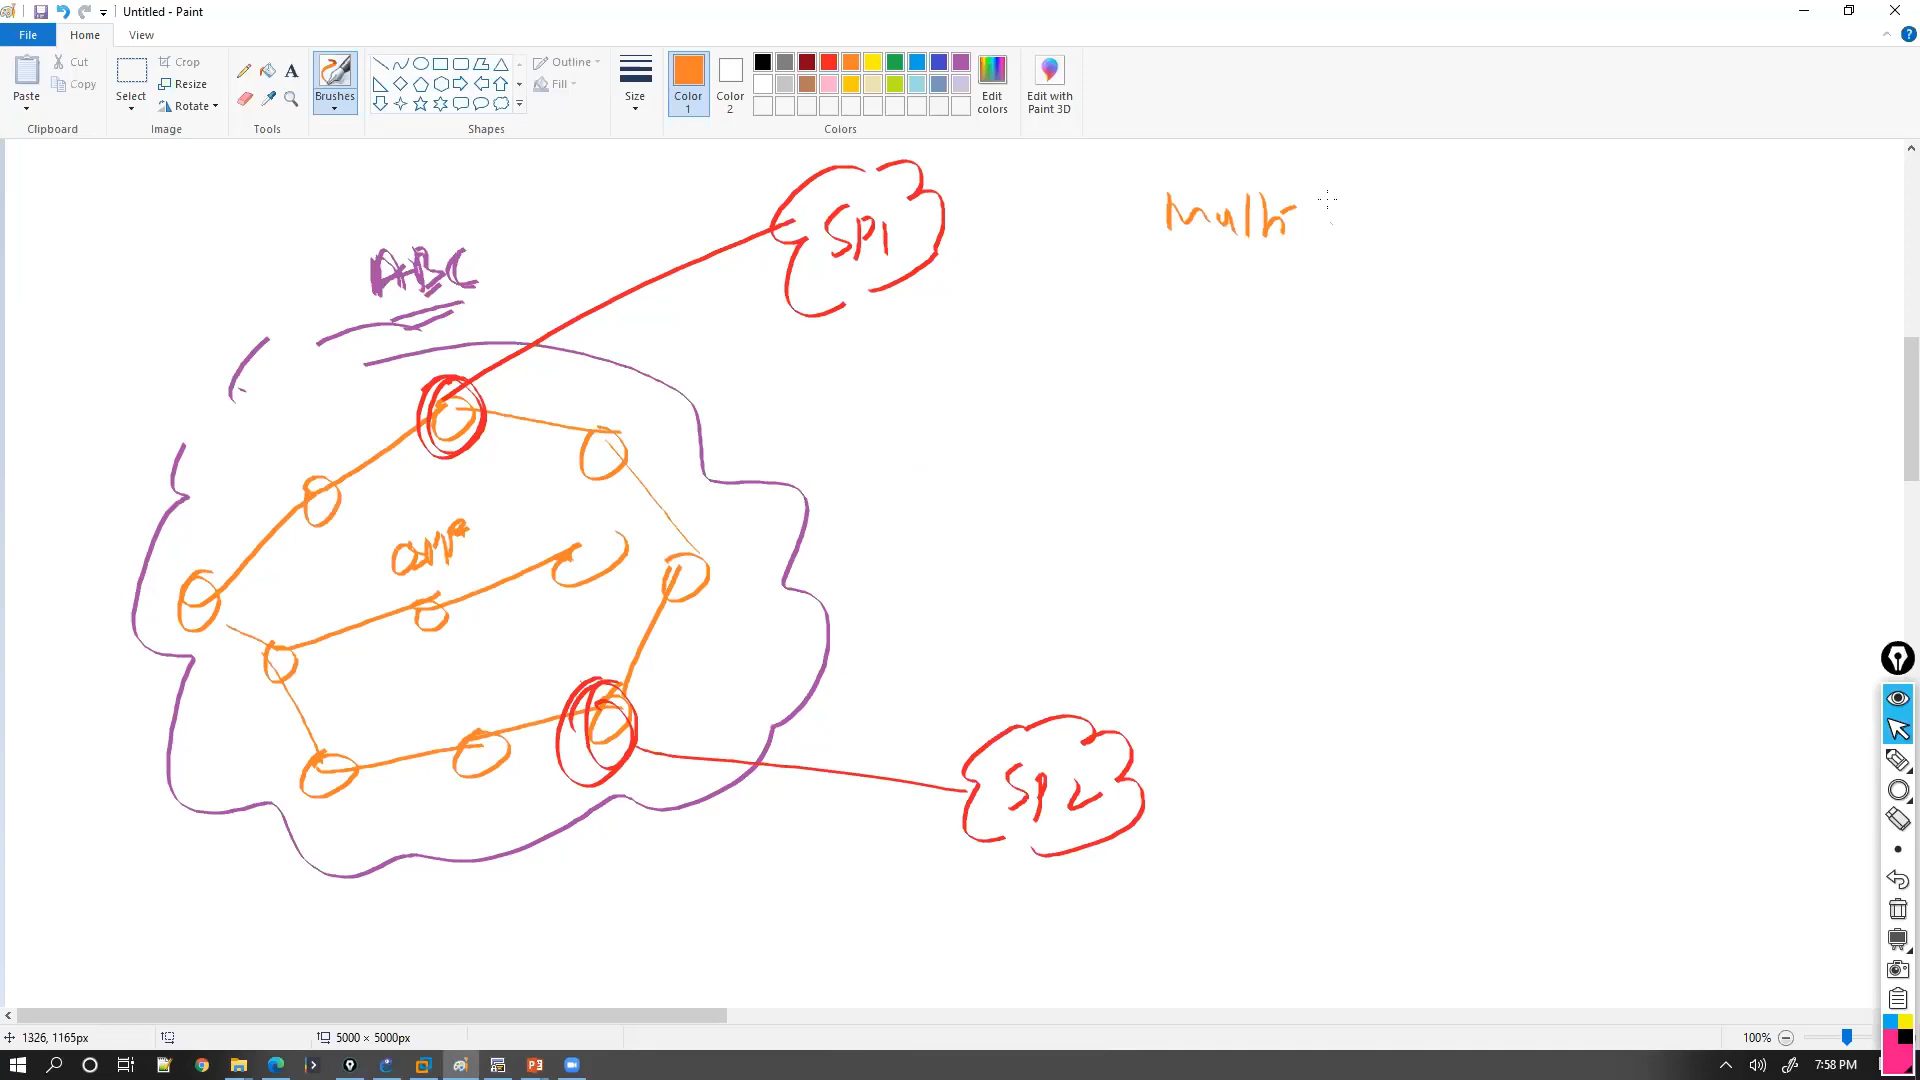 Untitled - Paint
File Home View
Paste
Cut
Copy
Clipboard
Select
Crop
Resize
Rotate
Image
Tools
Brushes
Shapes
Outline
Fill
Size
Color 1
Color 2
Colors
Edit colors
Edit with Paint 3D
SP1
Multi
ABC
SP2
1326, 1165px
5000 × 5000px
100%
7:58 PM